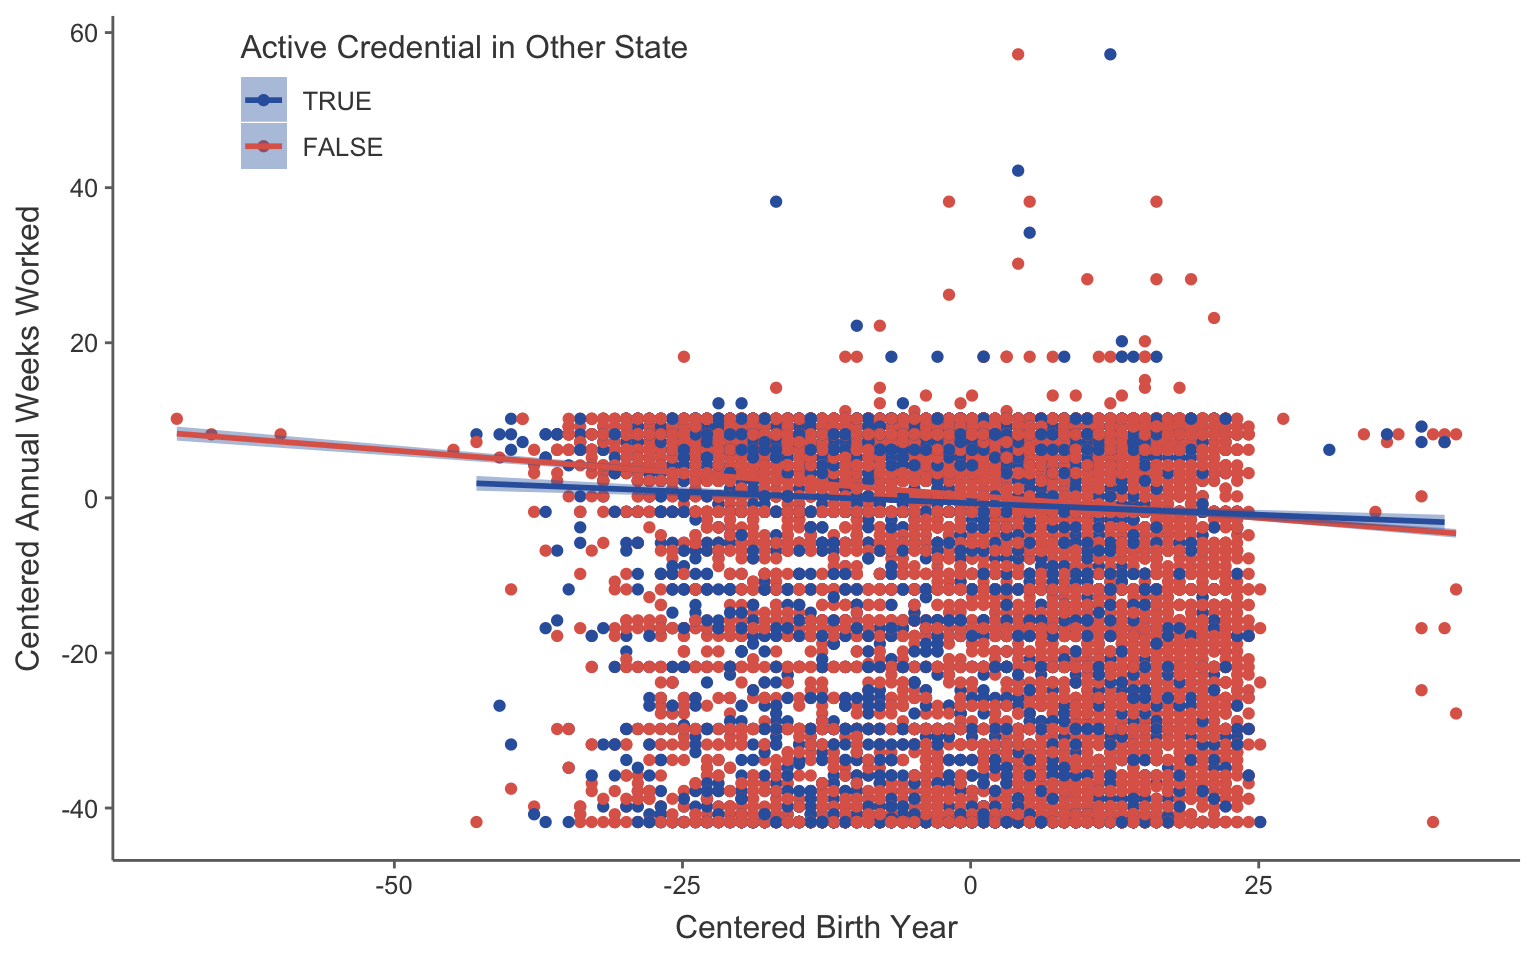 Active Credential in Other State
TRUE
FALSE
60
40
20
0
-20
-40
Centered Annual Weeks Worked
-50
-25
0
25
Centered Birth Year